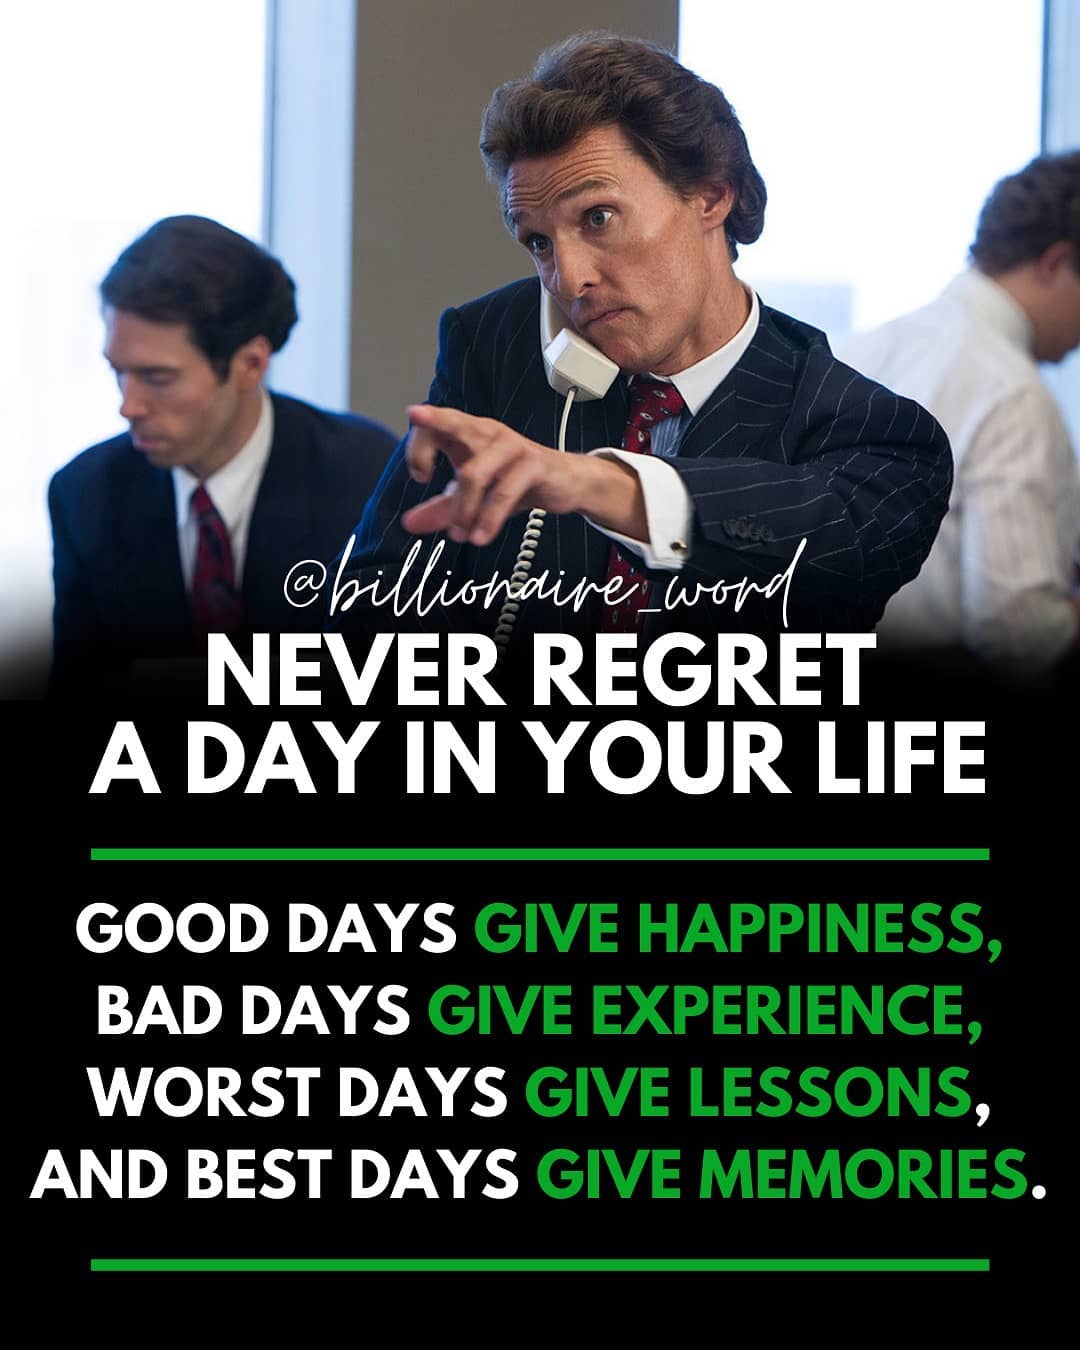 @billionaire_word
NEVER REGRET
A DAY IN YOUR LIFE
GOOD DAYS GIVE HAPPINESS,
BAD DAYS GIVE EXPERIENCE,
WORST DAYS GIVE LESSONS,
AND BEST DAYS GIVE MEMORIES.